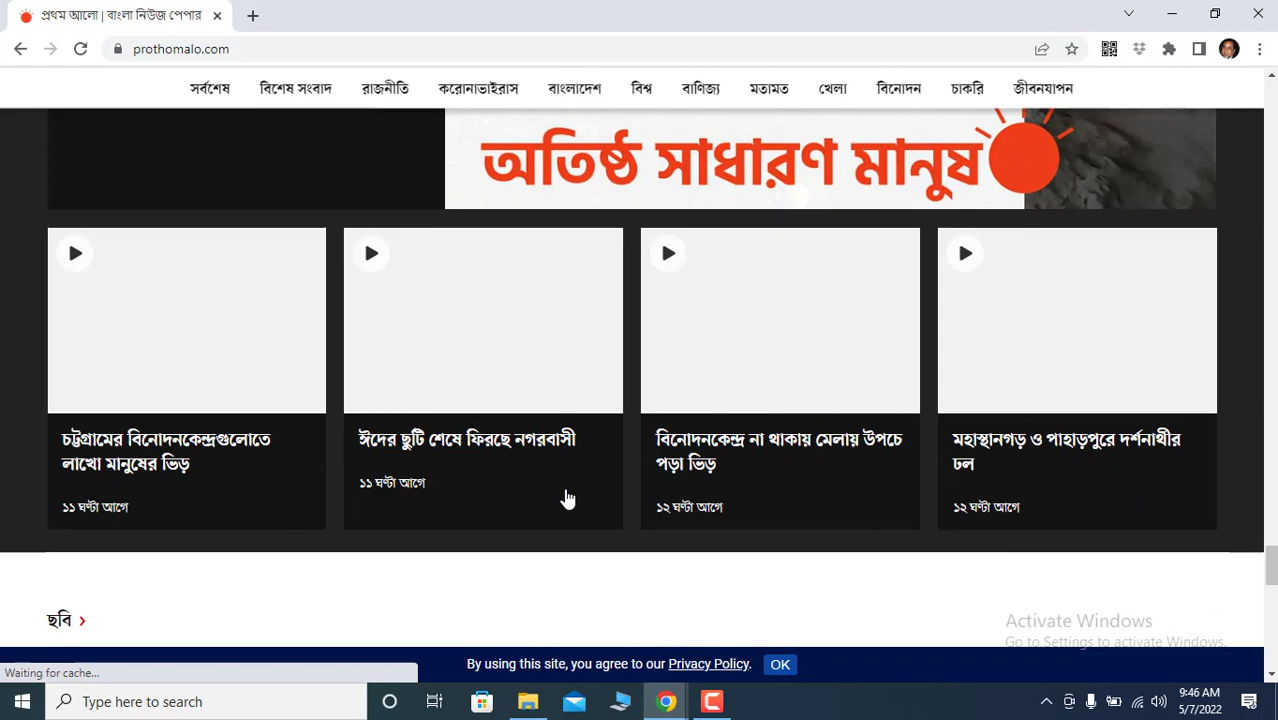 প্রথম আলো | বাংলা নিউজ পেপার
prothomalo.com
সর্বশেষ বিশেষ সংবাদ রাজনীতি করোনাভাইরাস বাংলাদেশ বিশ্ব বাণিজ্য মতামত খেলা বিনোদন চাকরি জীবনযাপন
অতিষ্ঠ সাধারণ মানুষ
চট্টগ্রামের বিনোদনকেন্দ্রগুলোতে
লাখো মানুষের ভিড়
১১ ঘণ্টা আগে
ঈদের ছুটি শেষে ফিরছে নগরবাসী
১১ ঘণ্টা আগে
বিনোদনকেন্দ্র না থাকায় মেলায় উপচে
পড়া ভিড়
১২ ঘণ্টা আগে
মহাস্থানগড় ও পাহাড়পুরে দর্শনার্থীর
ঢল
১২ ঘণ্টা আগে
ছবি
Activate Windows
Go to Settings to activate Windows.
By using this site, you agree to our Privacy Policy. OK
Waiting for cache...
Type here to search
9:46 AM
5/7/2022